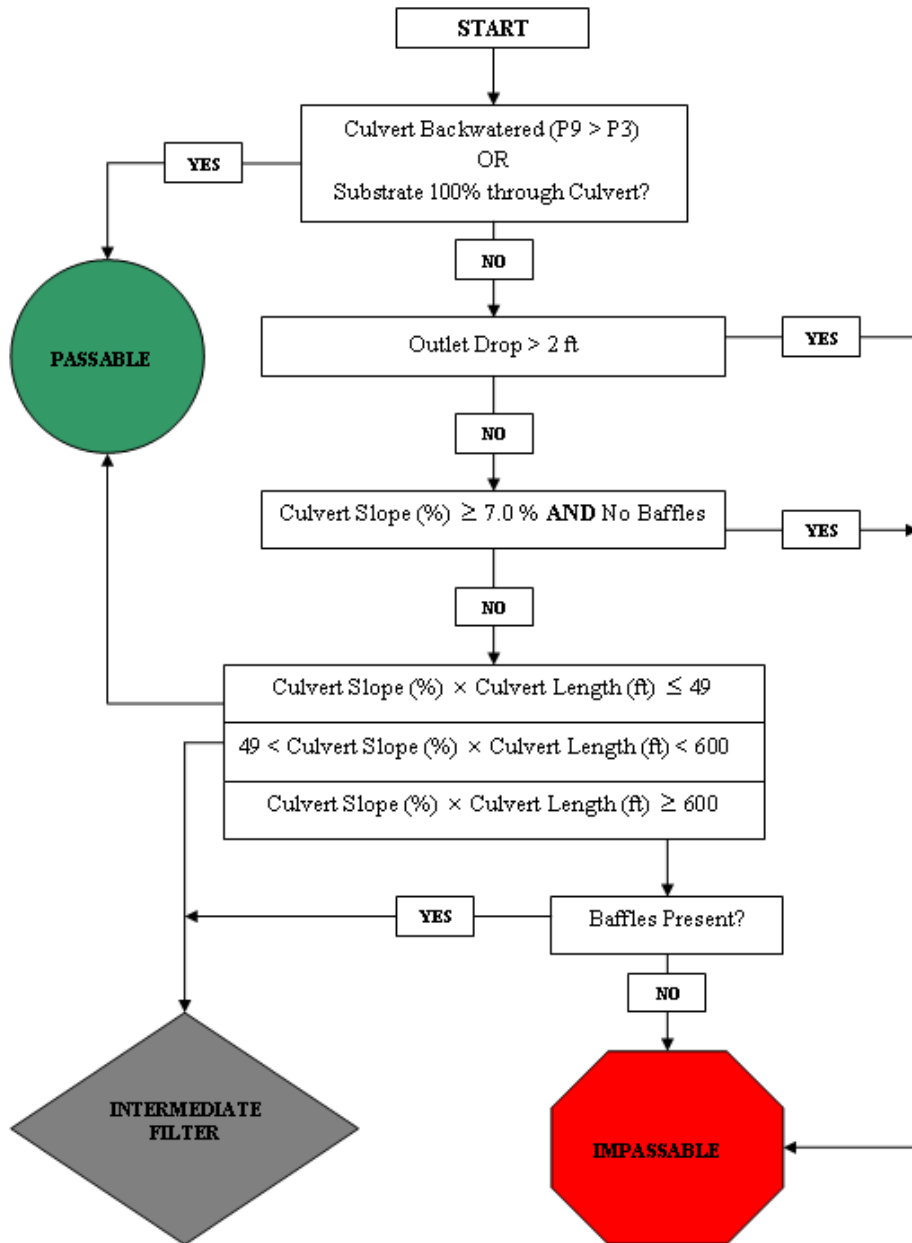 START
Culvert Backwatered (P9 > P3)
OR
Substrate 100% through Culvert?
YES
NO
PASSABLE
Outlet Drop > 2 ft
YES
NO
Culvert Slope (%) ≥ 7.0 % AND No Baffles
YES
NO
Culvert Slope (%) × Culvert Length (ft) ≤ 49
49 < Culvert Slope (%) × Culvert Length (ft) < 600
Culvert Slope (%) × Culvert Length (ft) ≥ 600
Baffles Present?
YES
NO
INTERMEDIATE
FILTER
IMPASSABLE